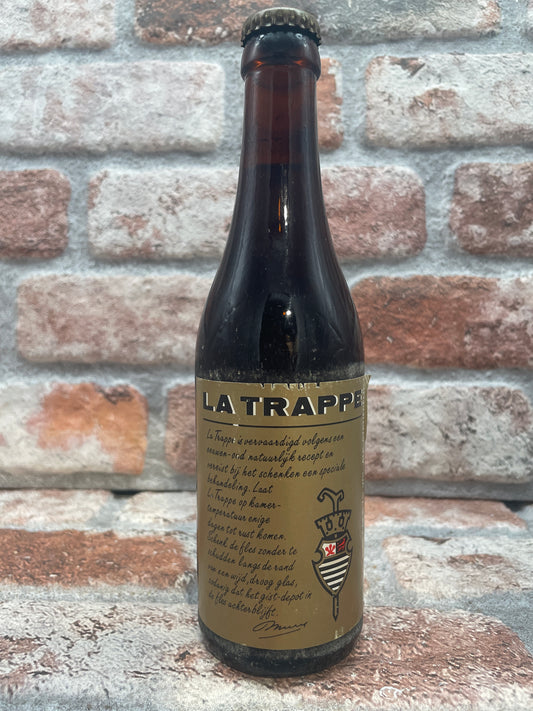 LA TRAPPE
La Trappe is vervaardigd volgens een
eeuwen-oud natuurlijk recept en
vereist bij het schenken een speciale
behandeling. Laat
La Trappe op kamer-
temperatuur enige
dagen tot rust komen.
Schenk de fles zonder te
schudden langs de rand
van een wijd, droog glas,
zodanig dat het gist-depot in
de fles achterblijft.